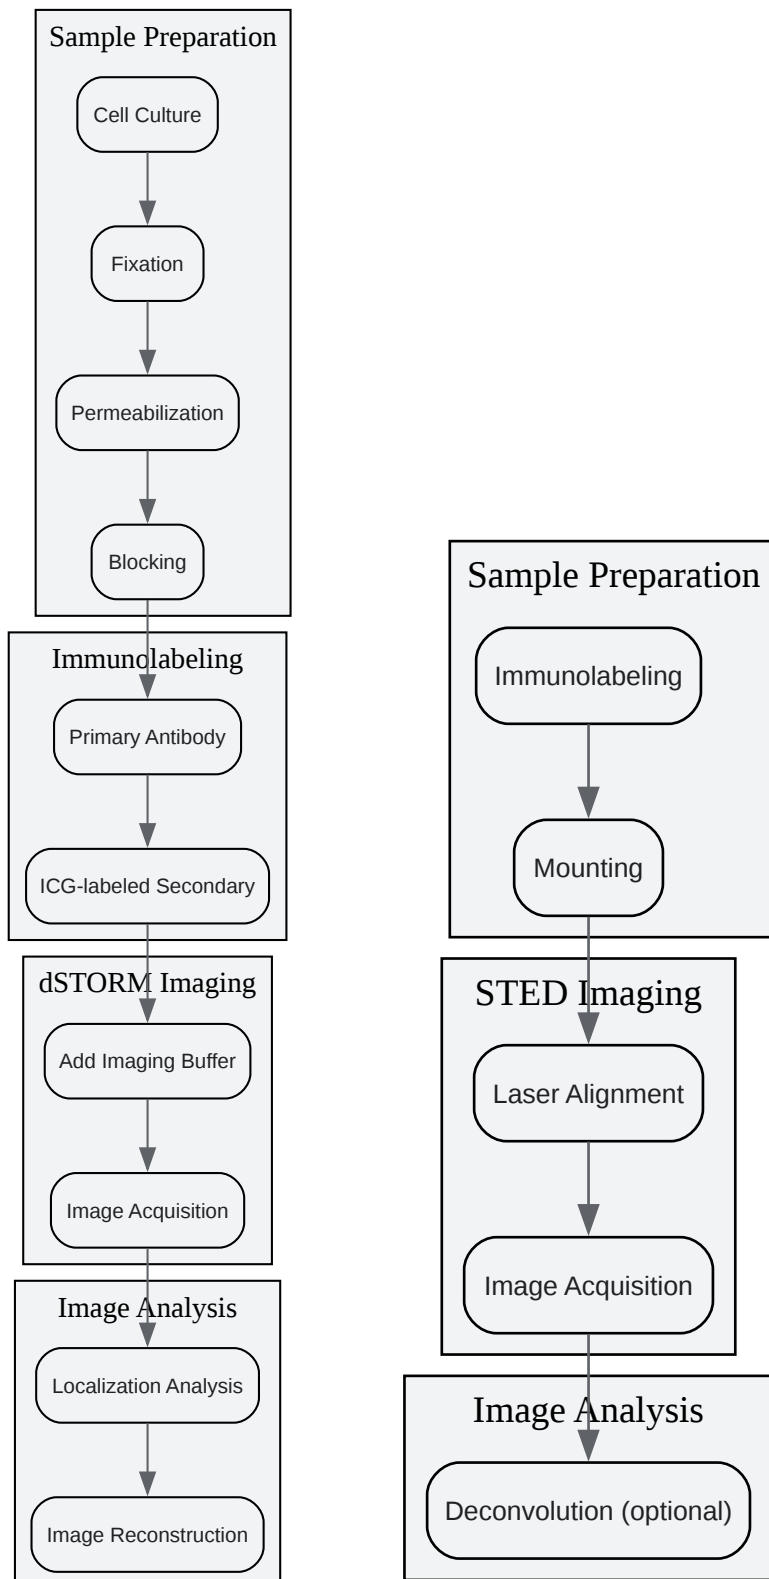 Sample Preparation
Cell Culture
Fixation
Permeabilization
Blocking
Immunolabeling
Primary Antibody
ICG-labeled Secondary
dSTORM Imaging
Add Imaging Buffer
Image Acquisition
Image Analysis
Localization Analysis
Image Reconstruction
Sample Preparation
Immunolabeling
Mounting
STED Imaging
Laser Alignment
Image Acquisition
Image Analysis
Deconvolution (optional)